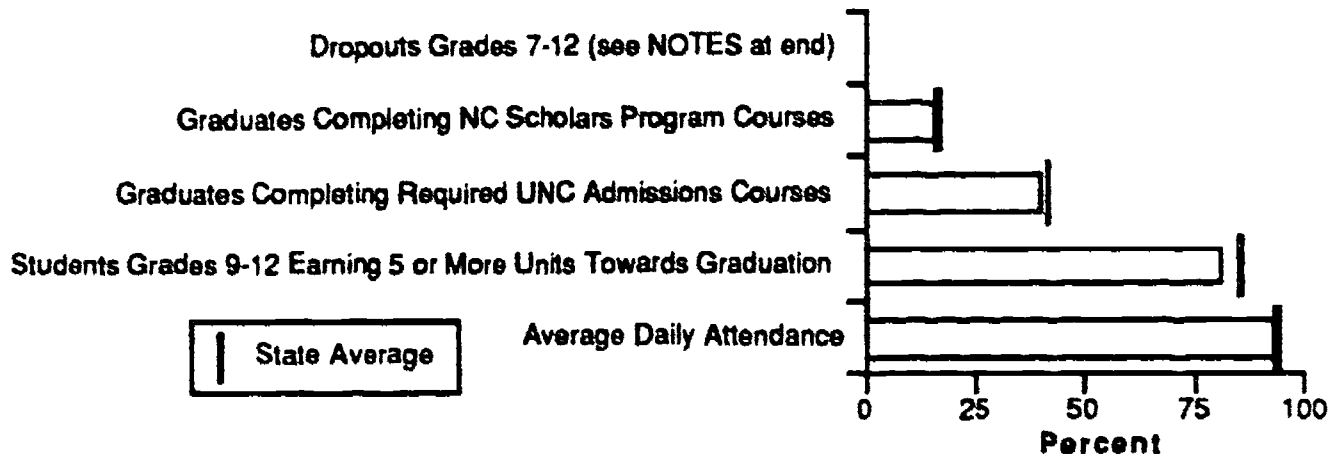 Dropouts Grades 7-12 (see NOTES at end)
Graduates Completing NC Scholars Program Courses
Graduates Completing Required UNC Admissions Courses
Students Grades 9-12 Earning 5 or More Units Towards Graduation
Average Daily Attendance
State Average
0 25 50 75 100
Percent